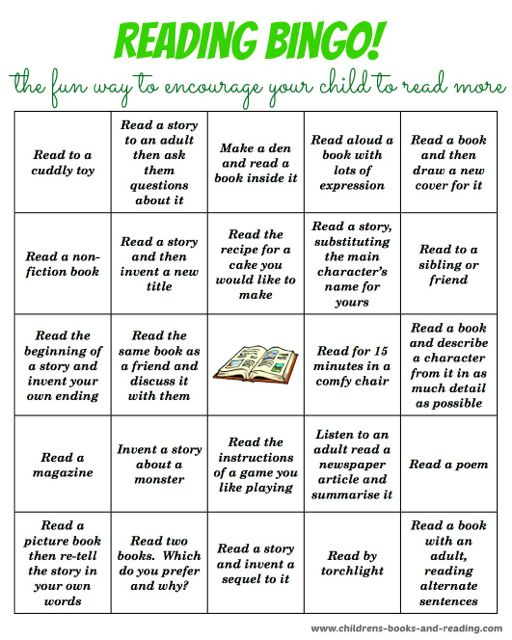 READING BINGO!
the fun way to encourage your child to read more
Read to a
cuddly toy
Read a story
to an adult
then ask
them
questions
about it
Make a den
and read a
book inside it
Read aloud a
book with
lots of
expression
Read a book
and then
draw a new
cover for it
Read a non-
fiction book
Read a story
and then
invent a new
title
Read the
recipe for a
cake you
would like to
make
Read a story,
substituting
the main
character's
name for
yours
Read to a
sibling or
friend
Read the
beginning of
a story and
invent your
own ending
Read the
same book as
a friend and
discuss it
with them
Read for 15
minutes in a
comfy chair
Read a book
and describe
a character
from it in as
much detail
as possible
Read a
magazine
Invent a story
about a
monster
Read the
instructions
of a game you
like playing
Listen to an
adult read a
newspaper
article and
summarise it
Read a poem
Read a
picture book
then re-tell
the story in
your own
words
Read two
books.  Which
do you prefer
and why?
Read a story
and invent a
sequel to it
Read by
torchlight
Read a book
with an
adult,
reading
alternate
sentences
www.childrens-books-and-reading.com